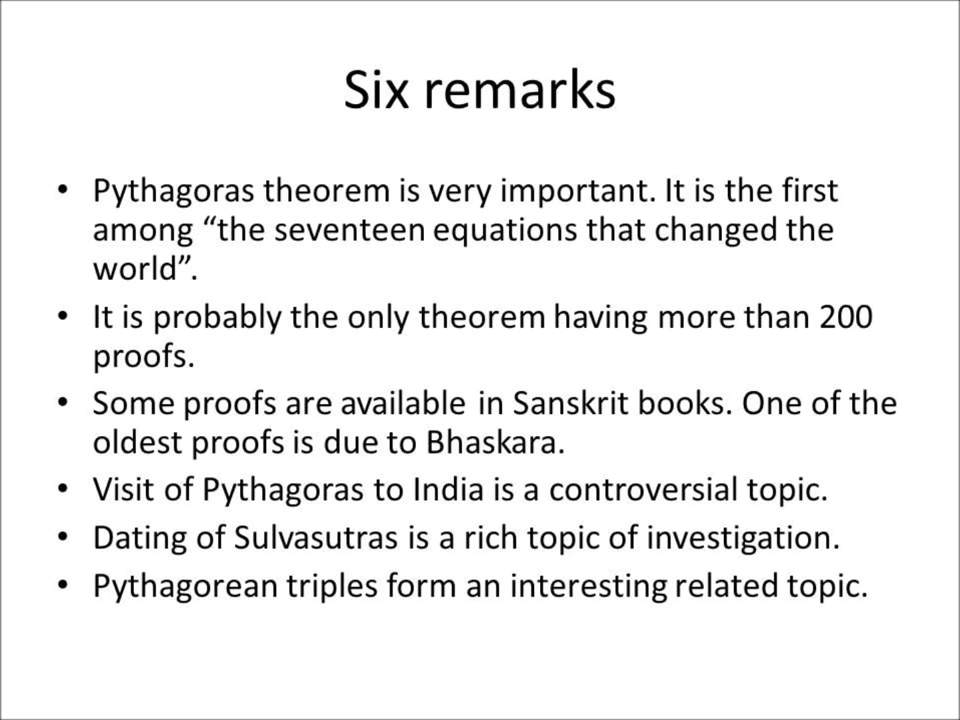 Six remarks
• Pythagoras theorem is very important. It is the first
among “the seventeen equations that changed the
world”.
• It is probably the only theorem having more than 200
proofs.
• Some proofs are available in Sanskrit books. One of the
oldest proofs is due to Bhaskara.
• Visit of Pythagoras to India is a controversial topic.
• Dating of Sulvasutras is a rich topic of investigation.
• Pythagorean triples form an interesting related topic.